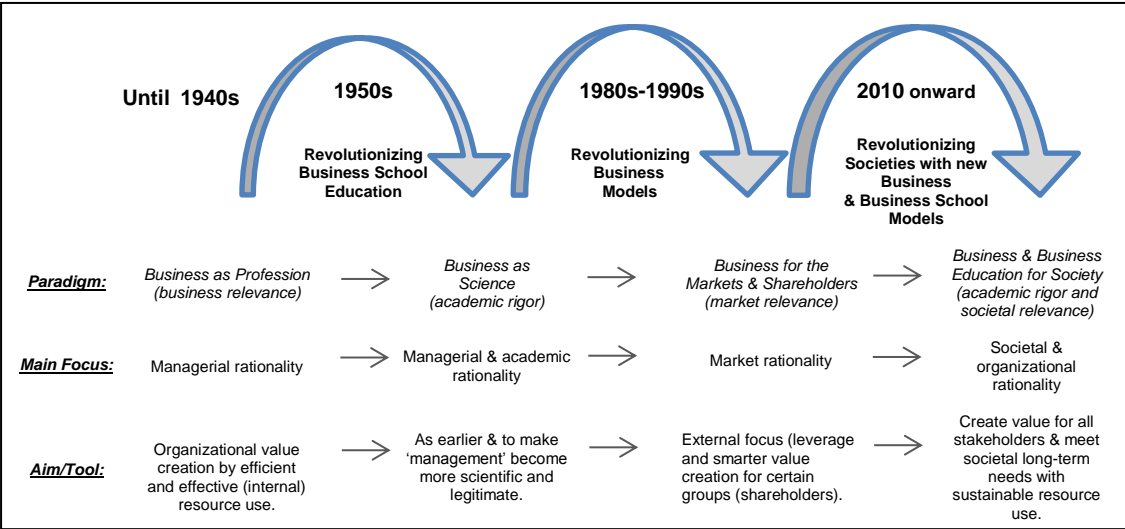 Until 1940s
1950s
1980s-1990s
2010 onward
Revolutionizing
Business School
Education
Revolutionizing
Business
Models
Revolutionizing
Societies with new
Business
& Business School
Models
Paradigm:
Business as Profession
(business relevance)
Business as
Science
(academic rigor)
Business for the
Markets & Shareholders
(market relevance)
Business & Business
Education for Society
(academic rigor and
societal relevance)
Main Focus:
Managerial rationality
Managerial & academic
rationality
Market rationality
Societal &
organizational
rationality
Aim/Tool:
Organizational value
creation by efficient
and effective (internal)
resource use.
As earlier & to make
‘management’ become
more scientific and
legitimate.
External focus (leverage
and smarter value
creation for certain
groups (shareholders).
Create value for all
stakeholders & meet
societal long-term
needs with
sustainable resource
use.